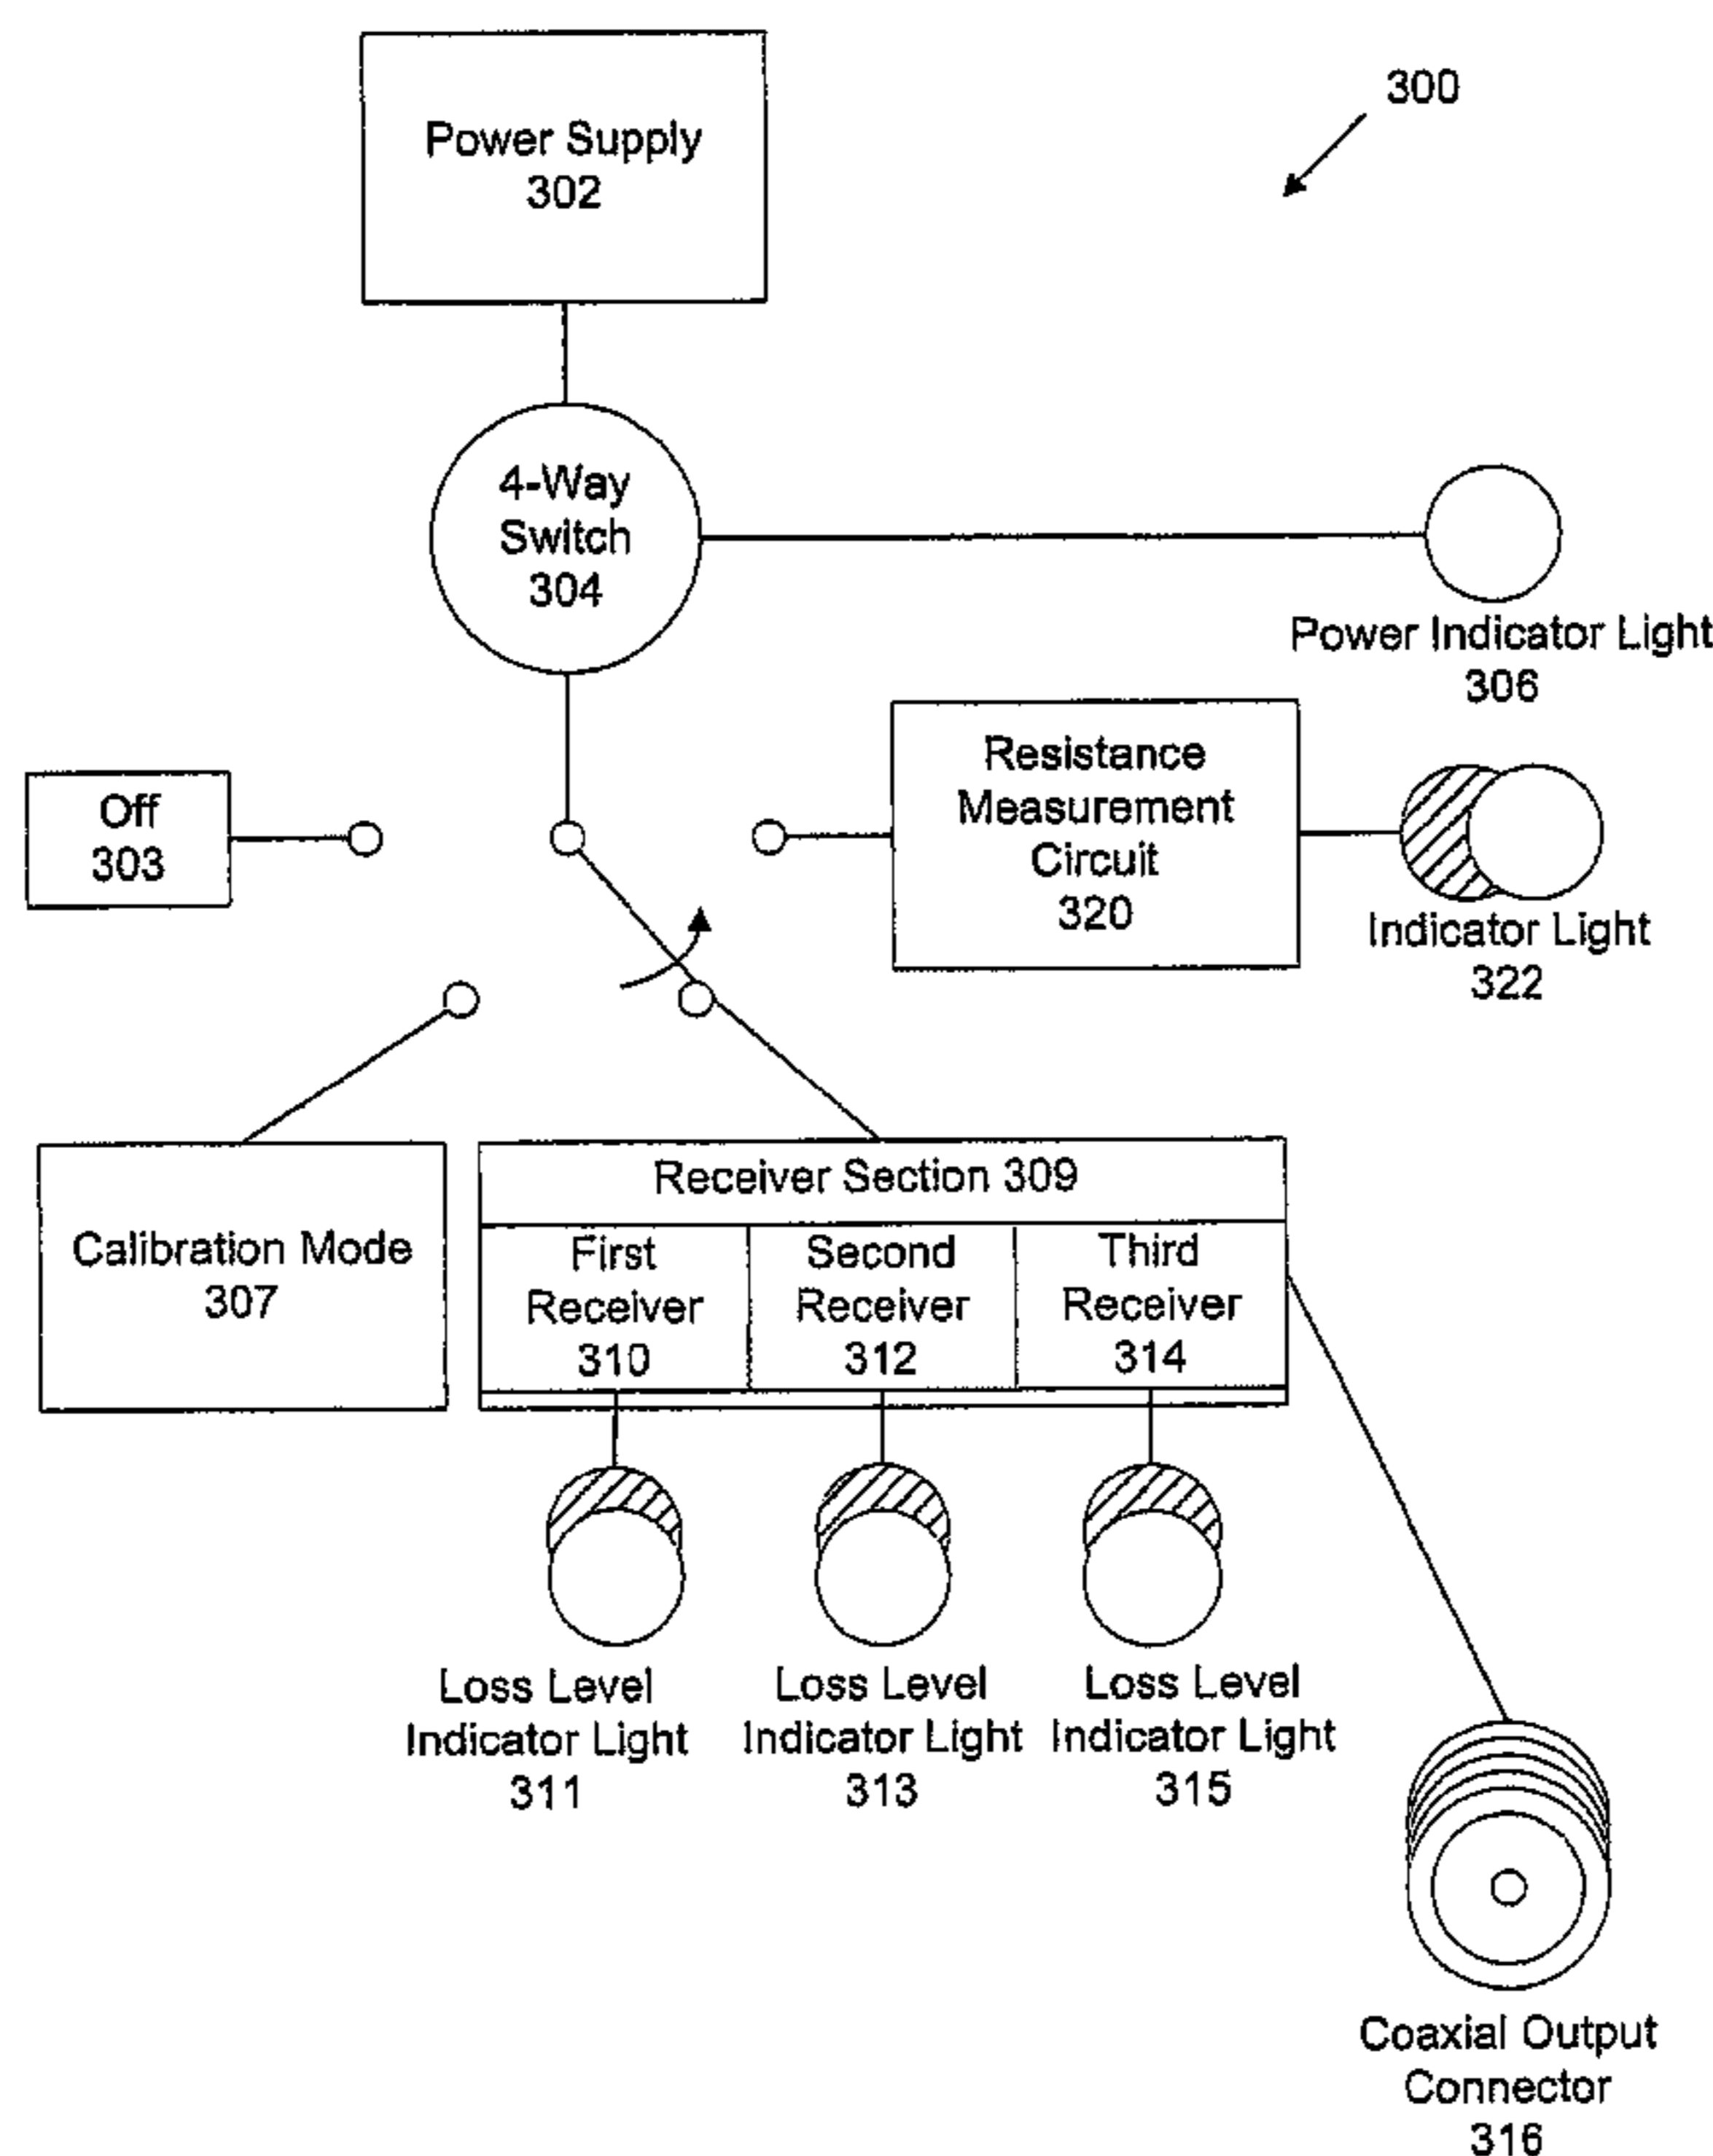 300
Power Supply
302
4-Way
Switch
304
Power Indicator Light
306
Off
303
Resistance
Measurement
Circuit
320
Indicator Light
322
Calibration Mode
307
Receiver Section 309
First
Receiver
310
Second
Receiver
312
Third
Receiver
314
Loss Level
Indicator Light
311
Loss Level
Indicator Light
313
Loss Level
Indicator Light
315
Coaxial Output
Connector
316